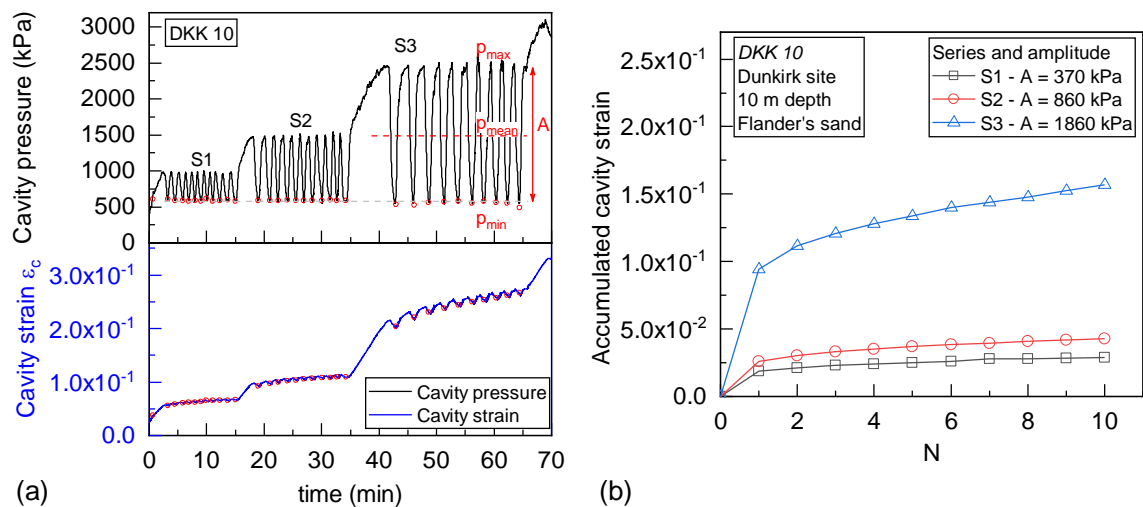 DKK 10
S1
S2
S3
pmax
pmean
A
pmin
Cavity pressure (kPa)
3000
2500
2000
1500
1000
500
0
Cavity strain εc
3.0x10-1
2.0x10-1
1.0x10-1
0.0
Cavity pressure
Cavity strain
0 10 20 30 40 50 60 70
time (min)
(a)
DKK 10
Dunkirk site
10 m depth
Flander's sand
Series and amplitude
S1 - A = 370 kPa
S2 - A = 860 kPa
S3 - A = 1860 kPa
Accumulated cavity strain
2.5x10-1
2.0x10-1
1.5x10-1
1.0x10-1
5.0x10-2
0.0
0 2 4 6 8 10
N
(b)